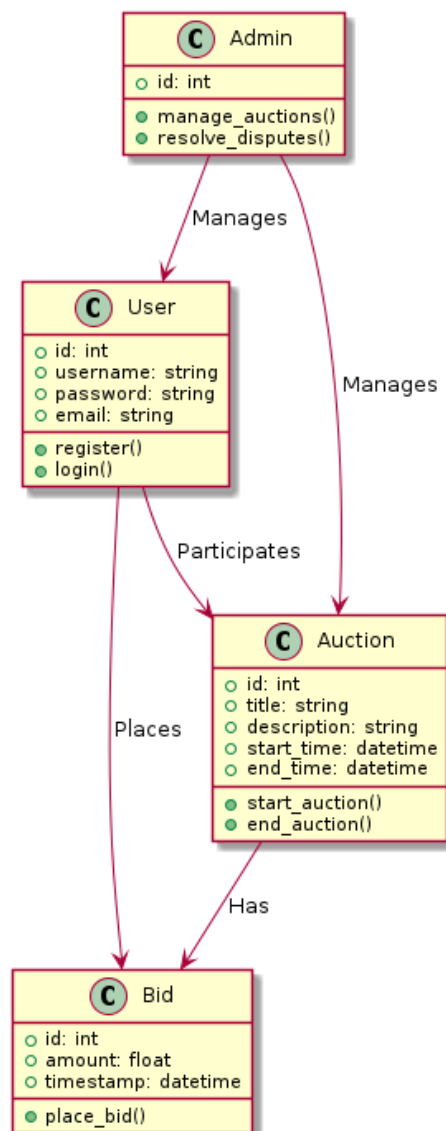 C Admin
id: int
manage_auctions()
resolve_disputes()
Manages
C User
id: int
username: string
password: string
email: string
register()
login()
Manages
Participates
C Auction
id: int
title: string
description: string
start_time: datetime
end_time: datetime
start_auction()
end_auction()
Places
Has
C Bid
id: int
amount: float
timestamp: datetime
place_bid()